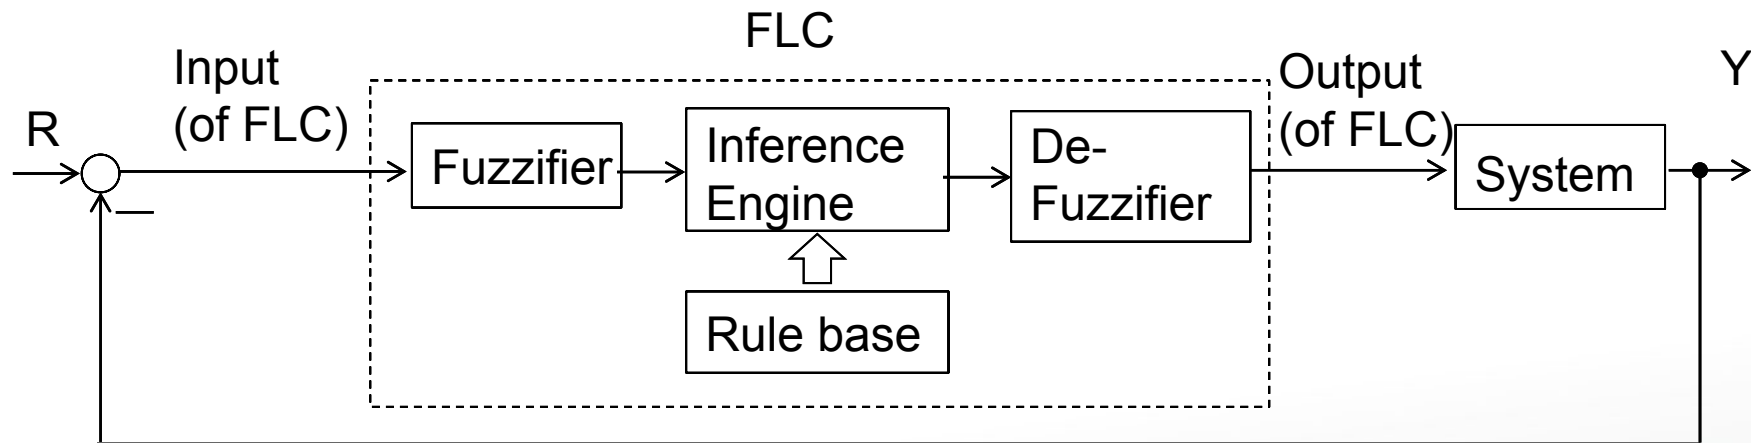 FLC
Input
(of FLC)
Output
(of FLC)
Y
R
Fuzzifier
Inference
Engine
De-
Fuzzifier
System
—
Rule base